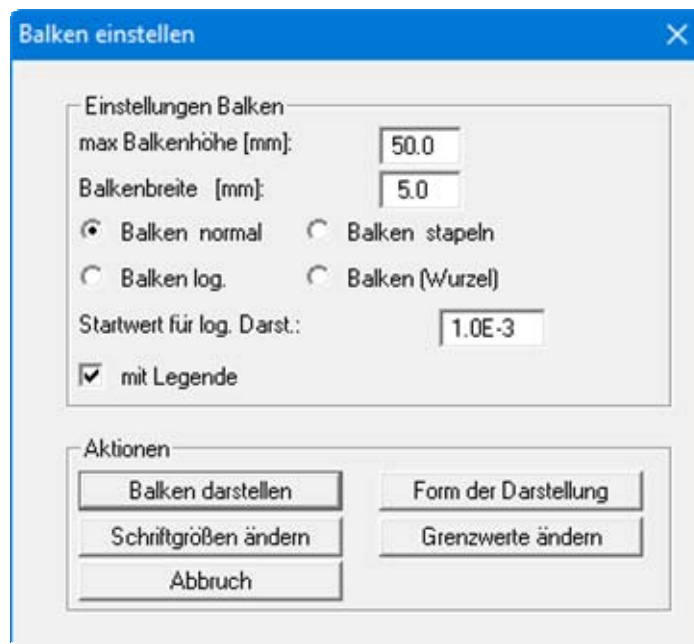 Balken einstellen
Einstellungen Balken
max Balkenhöhe [mm]: 50.0
Balkenbreite [mm]: 5.0
Balken normal Balken stapeln
Balken log. Balken (Wurzel)
Startwert für log. Darst.: 1.0E-3
mit Legende
Aktionen
Balken darstellen Form der Darstellung
Schriftgrößen ändern Grenzwerte ändern
Abbruch